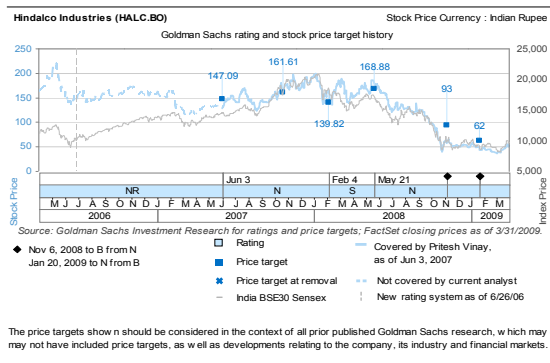 Hindalco Industries (HALC.BO) Stock Price Currency : Indian Rupee
Goldman Sachs rating and stock price target history
250 25,000
200 20,000
150 15,000
100 10,000
50
0 5,000
147.09
161.61
139.82
168.88
93
62
Stock Price
Index Price
Jun 3 Feb 4 May 21
NR N S N N
M J J A S O N D J F M A M J J A S O N D J F M A M J J A S O N D J F M
2006 2007 2008 2009
Source: Goldman Sachs Investment Research for ratings and price targets; FactSet closing prices as of 3/31/2009.
Nov 6, 2008 to B from N
Jan 20, 2009 to N from B
Rating
Price target
Price target at removal
India BSE30 Sensex
Covered by Pritesh Vinay,
as of Jun 3, 2007
Not covered by current analyst
New rating system as of 6/26/06
The price targets show n should be considered in the context of all prior published Goldman Sachs research, w hich may or
may not have included price targets, as w ell as developments relating to the company, its industry and financial markets.